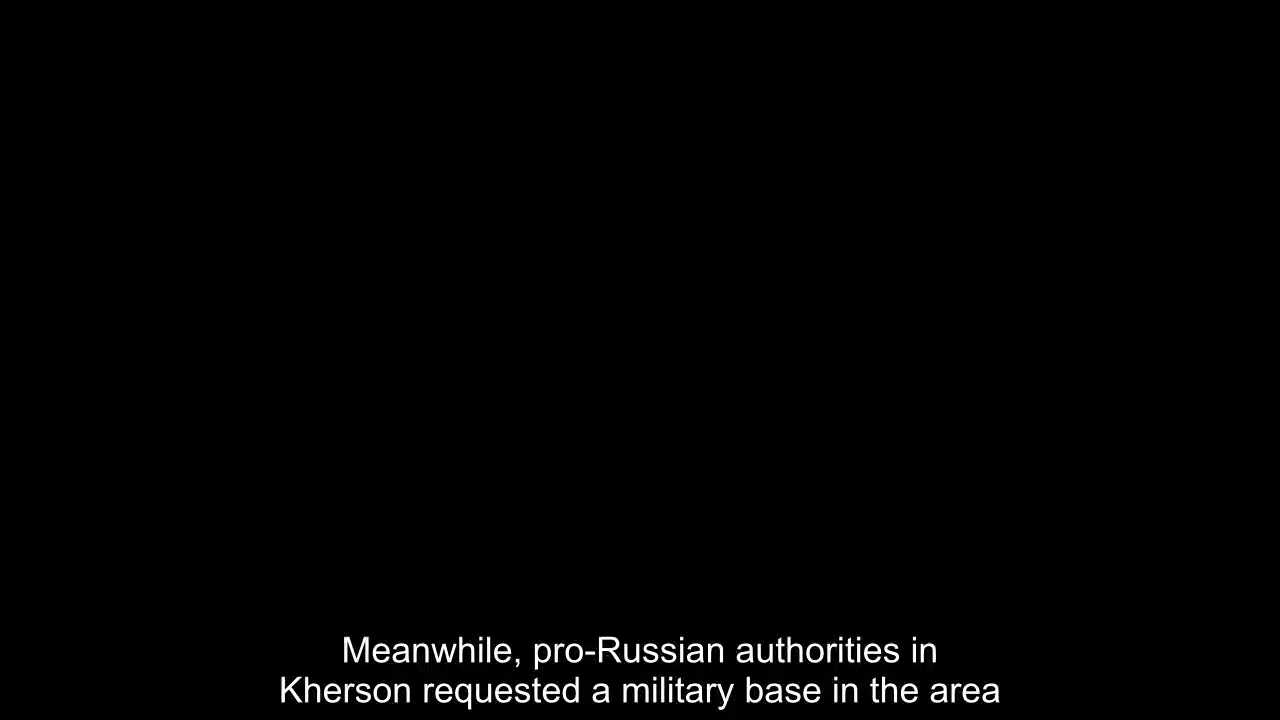 Meanwhile, pro-Russian authorities in
Kherson requested a military base in the area